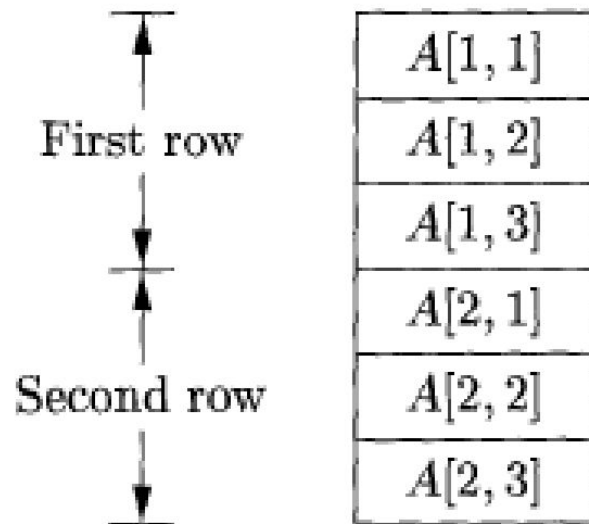 A[1, 1]
First row
A[1, 2]
A[1, 3]
A[2, 1]
Second row
A[2, 2]
A[2, 3]